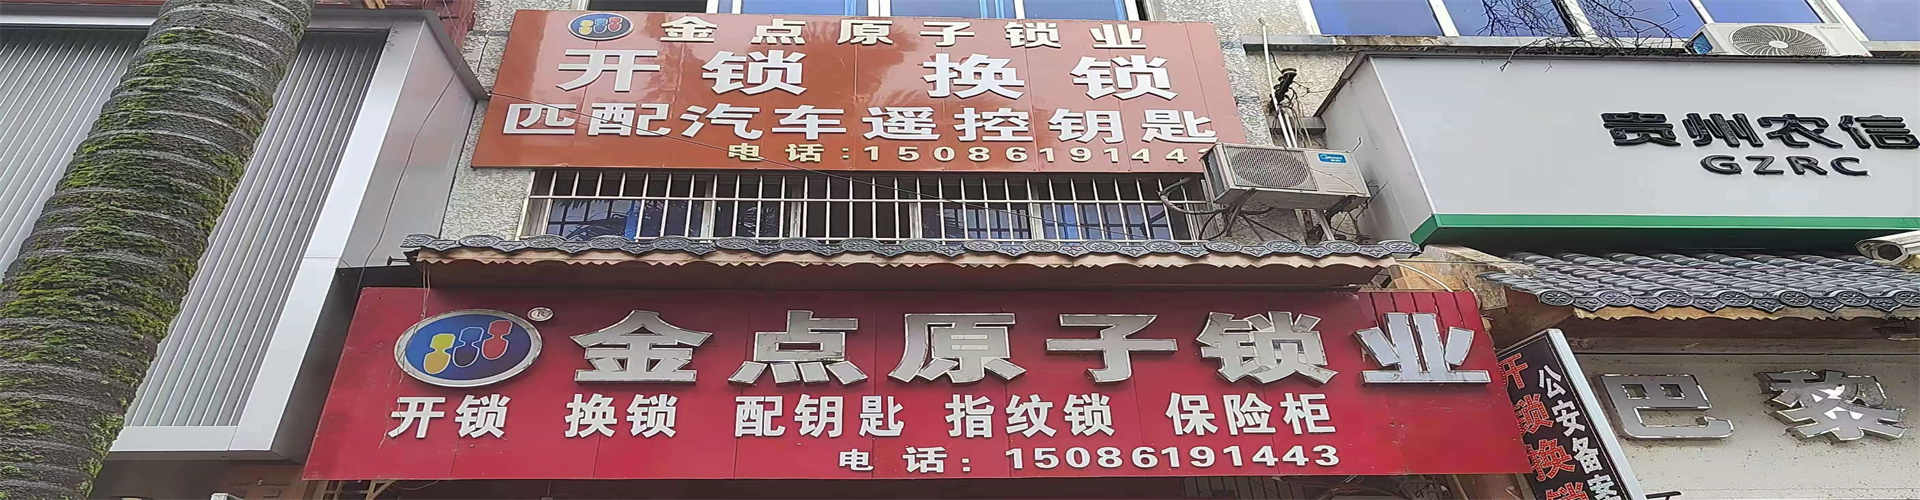 金点原子锁业
开锁 换锁
匹配汽车遥控钥匙
电话:1508619144
贵州农信
GZRC
金点原子锁业
开锁 换锁 配钥匙 指纹锁 保险柜
电话:15086191443
开锁换锁
公安备案
巴黎